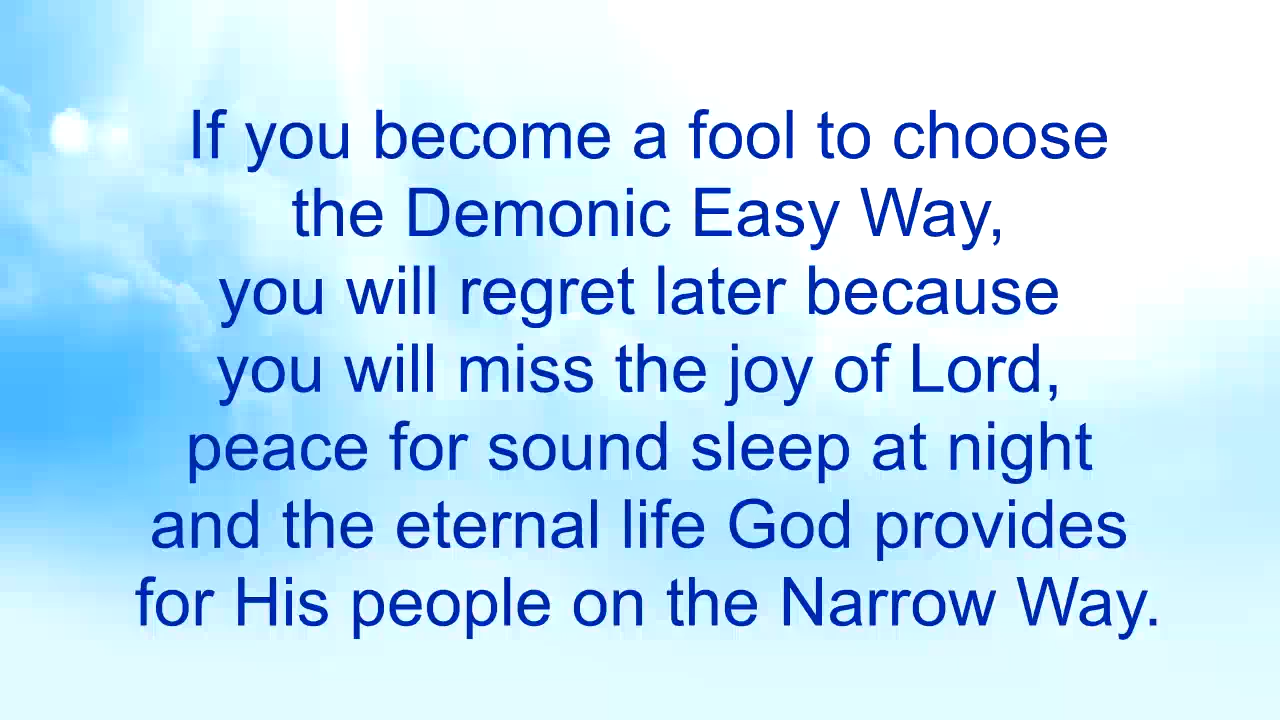 If you become a fool to choose
the Demonic Easy Way,
you will regret later because
you will miss the joy of Lord,
peace for sound sleep at night
and the eternal life God provides
for His people on the Narrow Way.